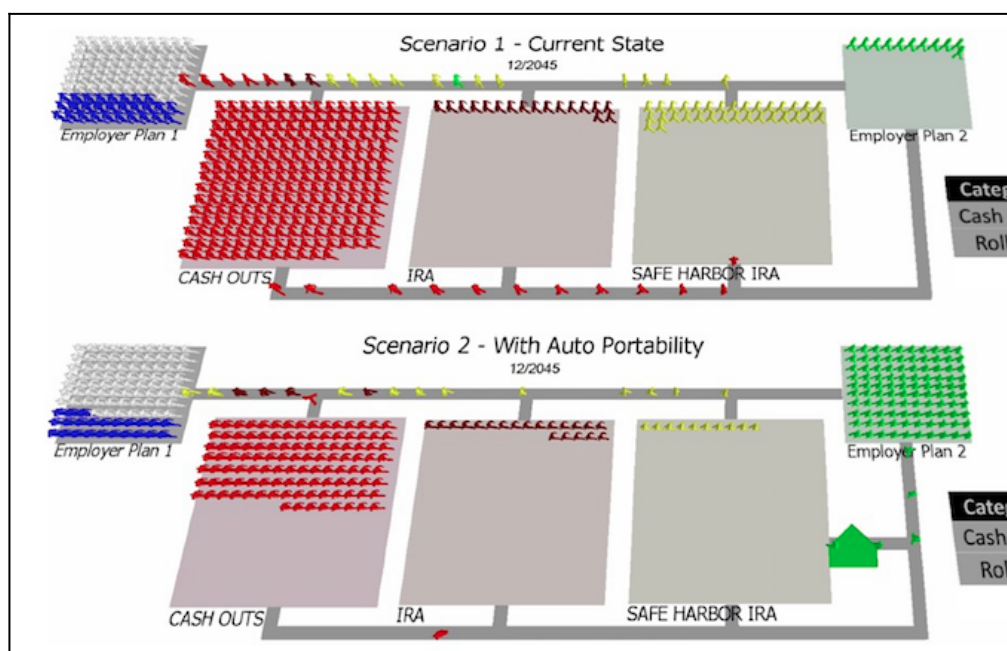 Scenario 1 - Current State
12/2045
Employer Plan 1
Employer Plan 2
CASH OUTS
IRA
SAFE HARBOR IRA
Categ
Cash
Roll
Scenario 2 - With Auto Portability
12/2045
Employer Plan 1
Employer Plan 2
CASH OUTS
IRA
SAFE HARBOR IRA
Categ
Cash
Rol